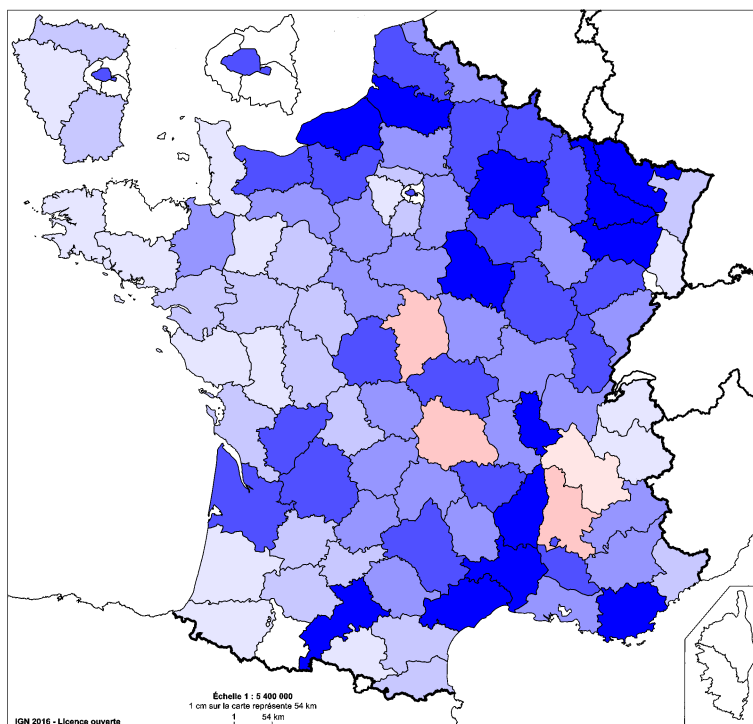 Échelle 1 : 5 400 000
1 cm sur la carte représente 54 km
1 54 km
IGN 2016 - Licence ouverte